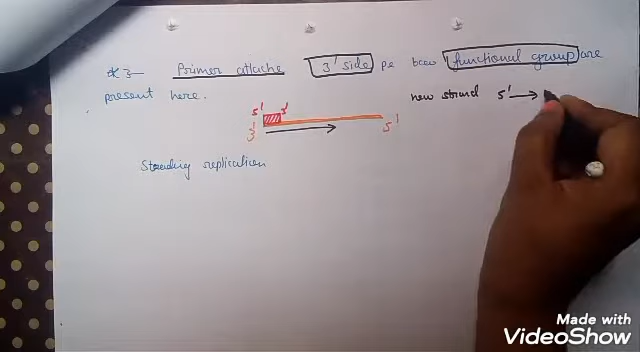 * 3— Primer attache 3' side pe bcoz functional group are
present here.
new strand 5' →
5' 3'
3' 5'
Standing replication
Made with
VideoShow